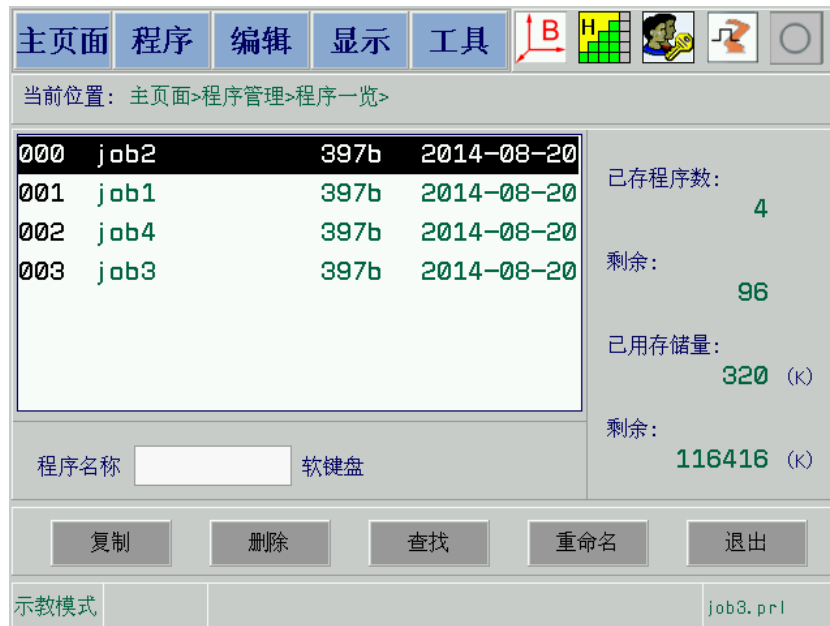 主页面 程序 编辑 显示 工具 B H
当前位置: 主页面>程序管理>程序一览>
000 job2 397b 2014-08-20
001 job1 397b 2014-08-20
002 job4 397b 2014-08-20
003 job3 397b 2014-08-20
已存程序数:
4
剩余:
96
已用存储量:
320 (K)
剩余:
116416 (K)
程序名称 软键盘
复制 删除 查找 重命名 退出
示教模式 job3.prl